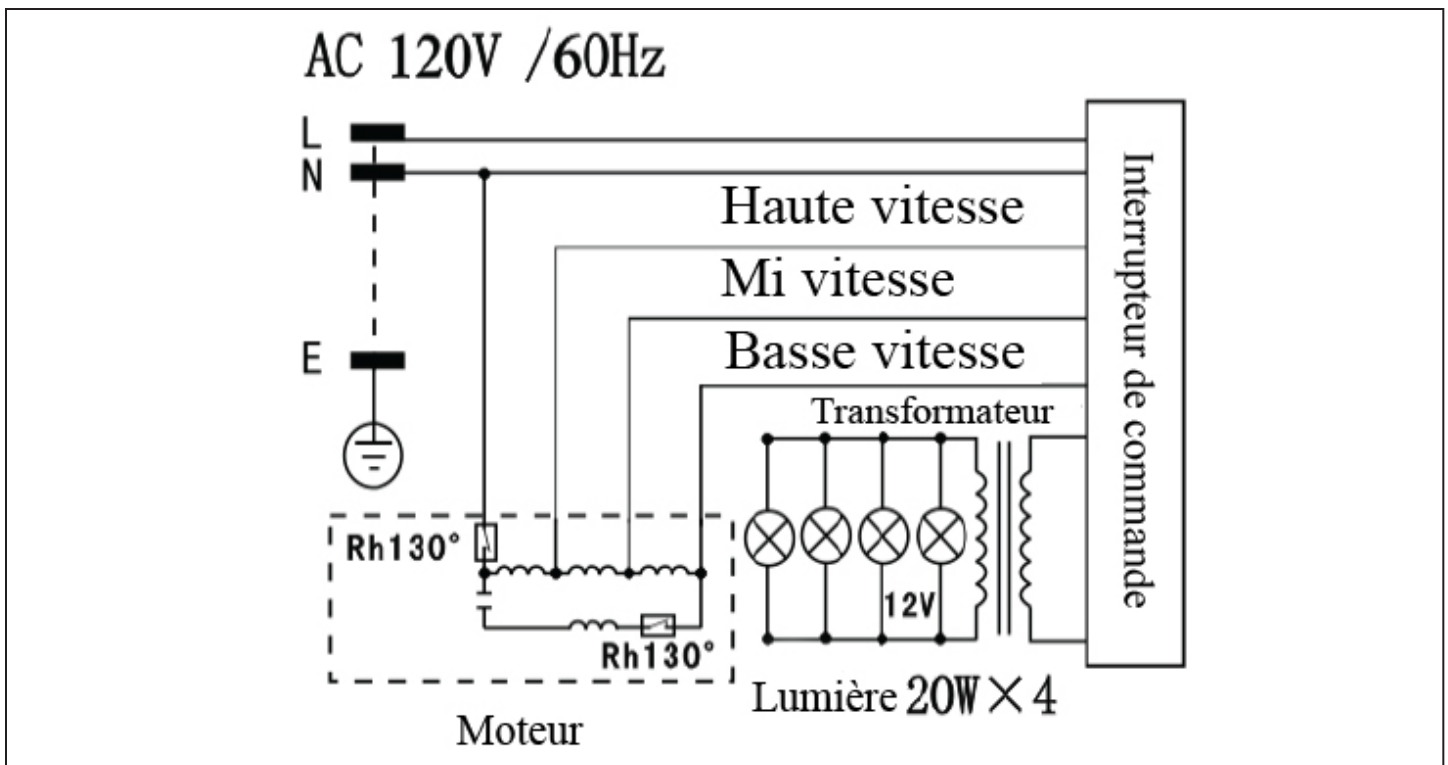 AC 120V /60Hz
L
N
Haute vitesse
Mi vitesse
Basse vitesse
E
Transformateur
Interrupteur de commande
Rh130°
12V
Rh130°
Lumière 20W×4
Moteur